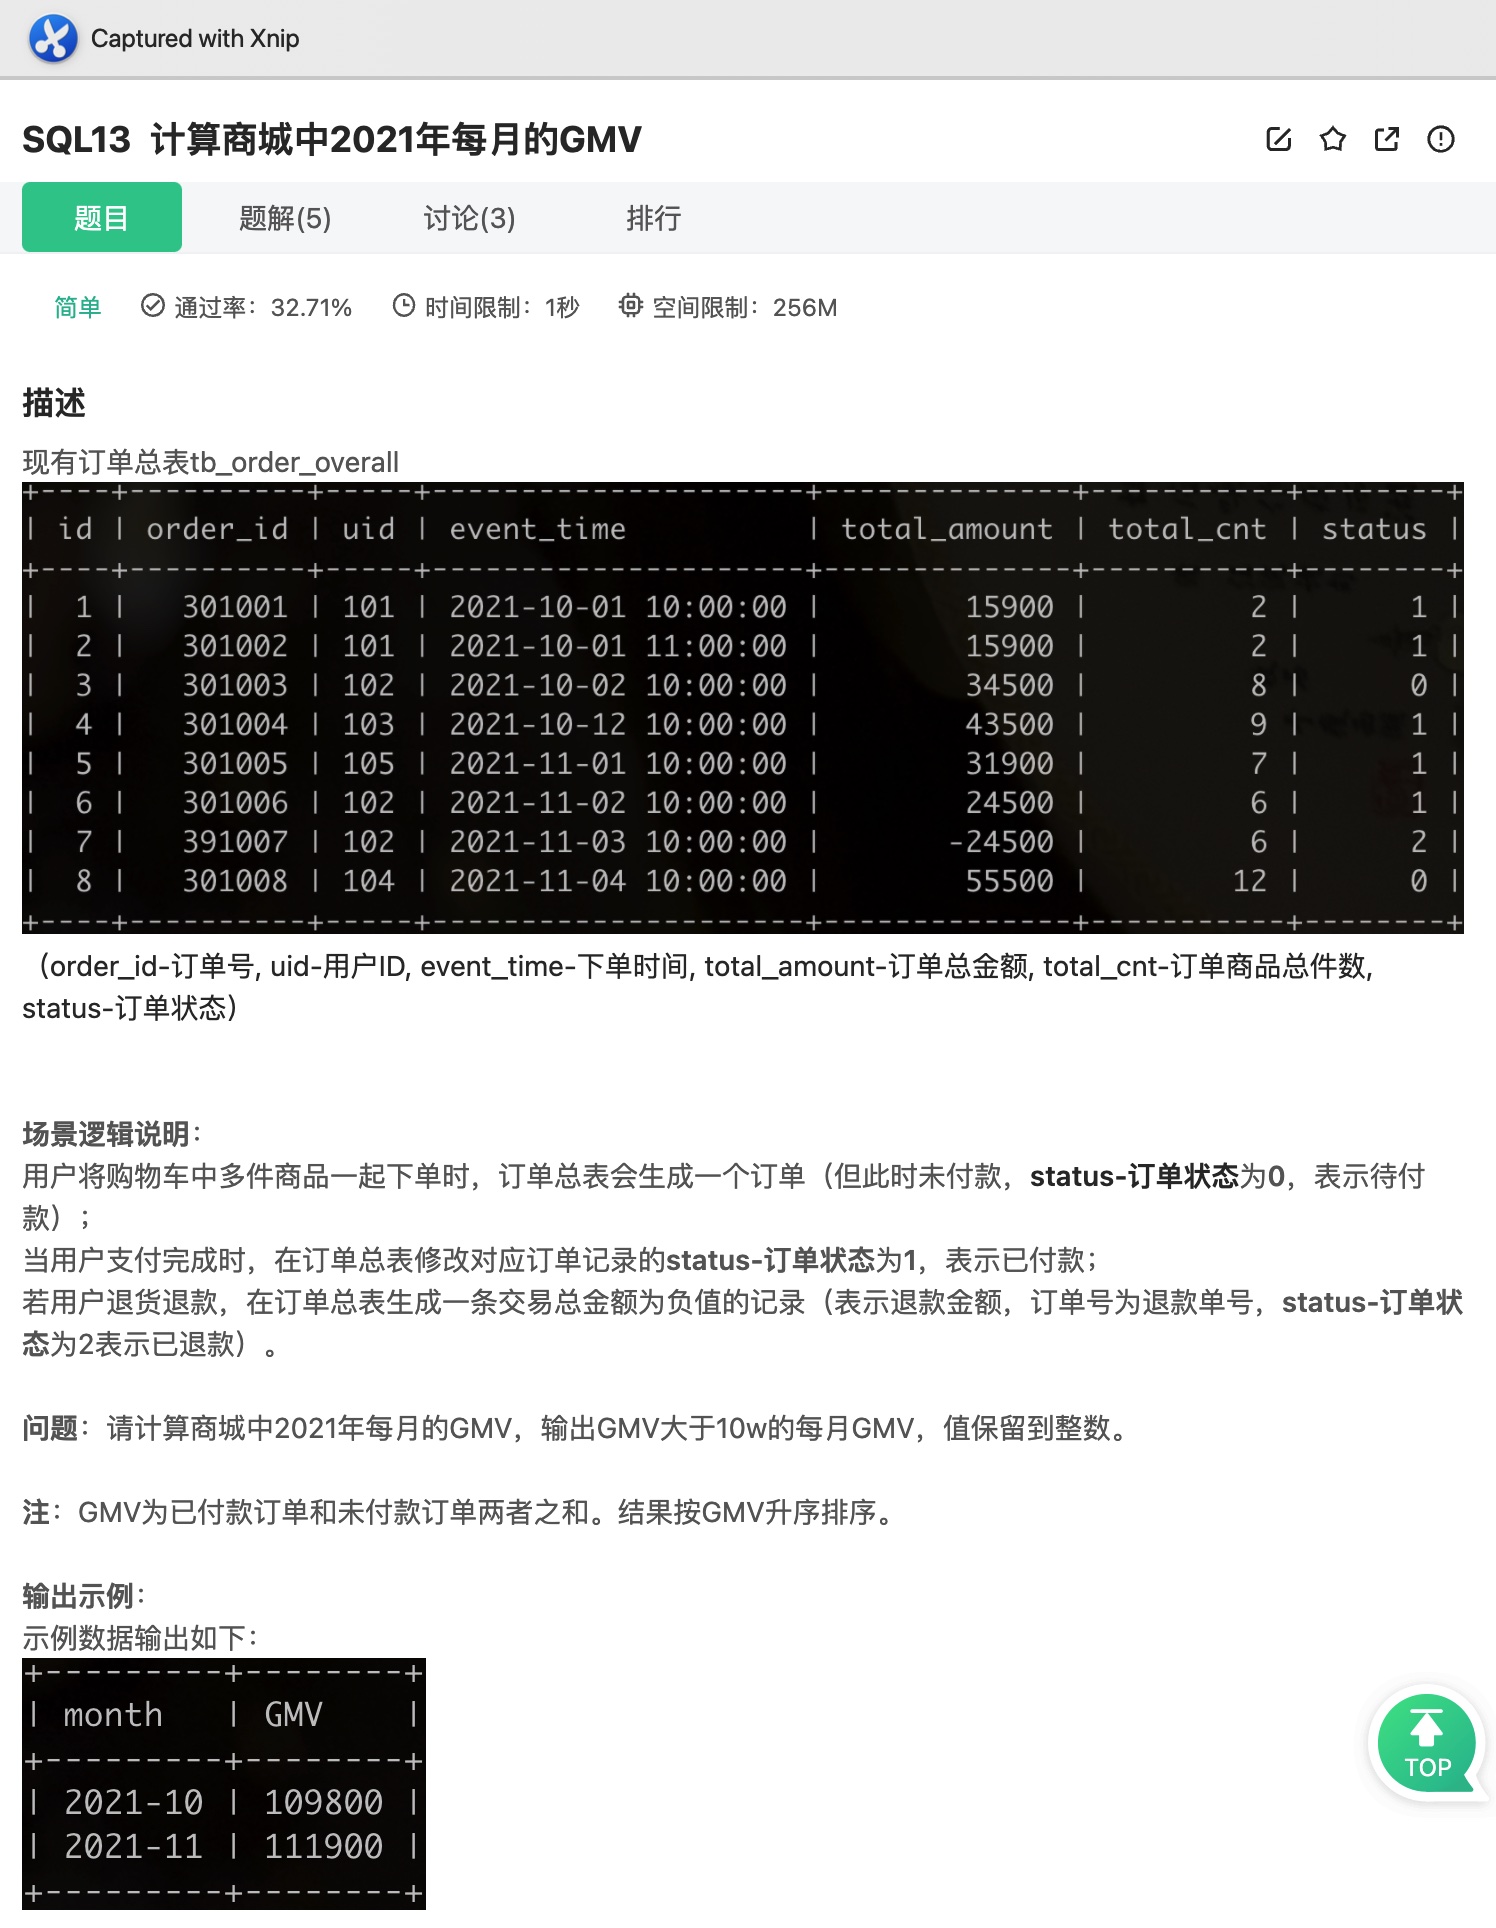 Captured with Xnip
SQL13 计算商城中2021年每月的GMV
题目 题解(5) 讨论(3) 排行
简单 通过率：32.71% 时间限制：1秒 空间限制：256M
描述
现有订单总表tb_order_overall
+----+----------+-----+---------------------+--------------+-----------+--------+
| id | order_id | uid | event_time | total_amount | total_cnt | status |
+----+----------+-----+---------------------+--------------+-----------+--------+
| 1 | 301001 | 101 | 2021-10-01 10:00:00 | 15900 | 2 | 1 |
| 2 | 301002 | 101 | 2021-10-01 11:00:00 | 15900 | 2 | 1 |
| 3 | 301003 | 102 | 2021-10-02 10:00:00 | 34500 | 8 | 0 |
| 4 | 301004 | 103 | 2021-10-12 10:00:00 | 43500 | 9 | 1 |
| 5 | 301005 | 105 | 2021-11-01 10:00:00 | 31900 | 7 | 1 |
| 6 | 301006 | 102 | 2021-11-02 10:00:00 | 24500 | 6 | 1 |
| 7 | 391007 | 102 | 2021-11-03 10:00:00 | -24500 | 6 | 2 |
| 8 | 301008 | 104 | 2021-11-04 10:00:00 | 55500 | 12 | 0 |
+----+----------+-----+---------------------+--------------+-----------+--------+
（order_id-订单号, uid-用户ID, event_time-下单时间, total_amount-订单总金额, total_cnt-订单商品总件数,
status-订单状态）
场景逻辑说明：
用户将购物车中多件商品一起下单时，订单总表会生成一个订单（但此时未付款，status-订单状态为0，表示待付
款）；
当用户支付完成时，在订单总表修改对应订单记录的status-订单状态为1，表示已付款；
若用户退货退款，在订单总表生成一条交易总金额为负值的记录（表示退款金额，订单号为退款单号，status-订单状
态为2表示已退款）。
问题：请计算商城中2021年每月的GMV，输出GMV大于10w的每月GMV，值保留到整数。
注：GMV为已付款订单和未付款订单两者之和。结果按GMV升序排序。
输出示例：
示例数据输出如下：
+---------+--------+
| month | GMV |
+---------+--------+
| 2021-10 | 109800 |
| 2021-11 | 111900 |
+---------+--------+
TOP